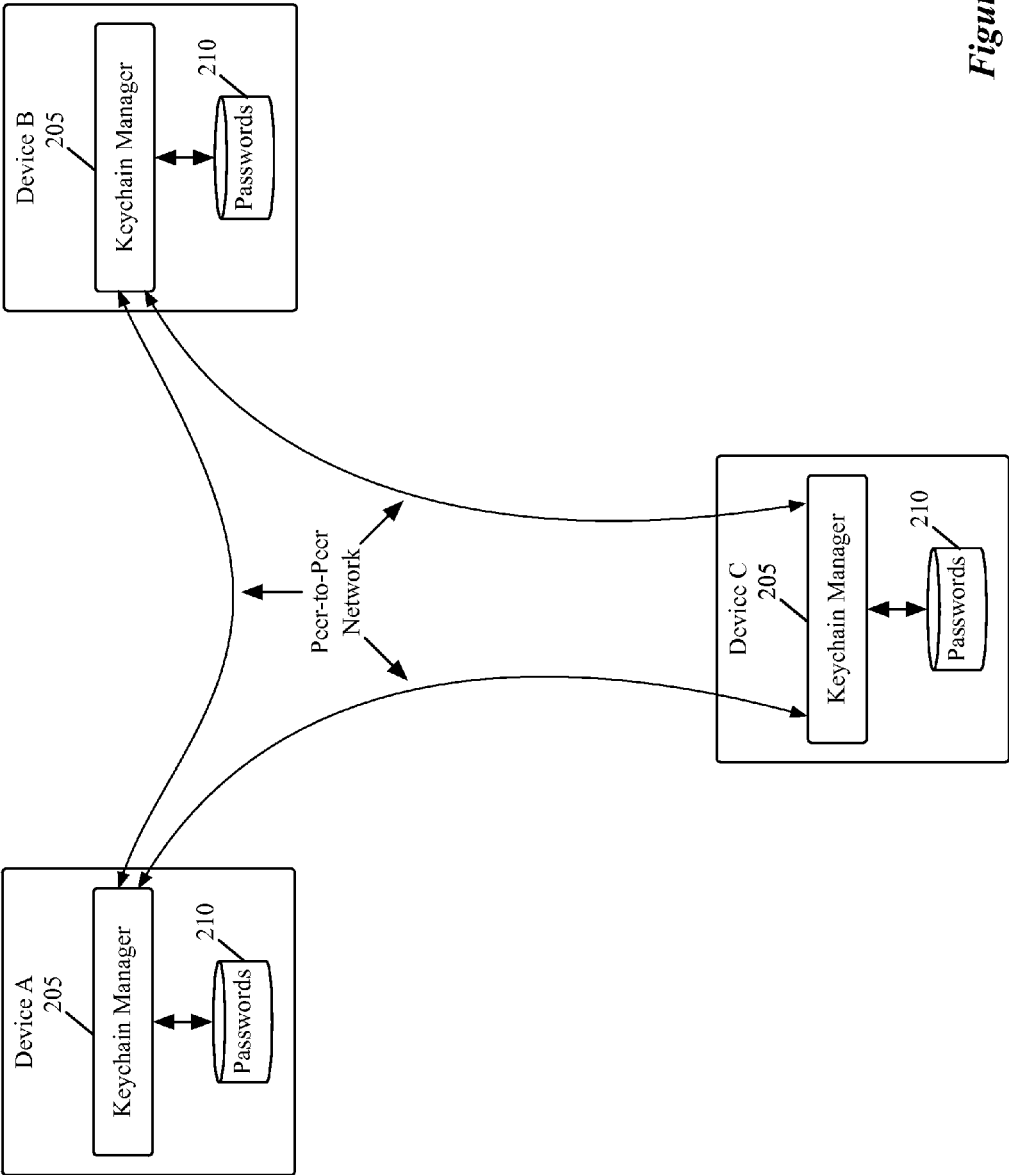 Device A
205
Keychain Manager
210
Passwords
Device B
205
Keychain Manager
210
Passwords
Peer-to-Peer
Network
Device C
205
Keychain Manager
210
Passwords
Figur